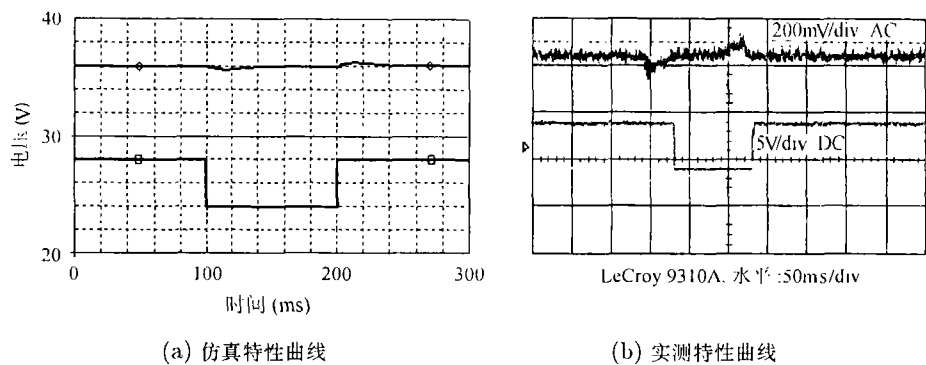 40
30
20
电压 (V)
0
100
200
300
时间 (ms)
(a) 仿真特性曲线
200mV/div AC
5V/div DC
LeCroy 9310A, 水平:50ms/div
(b) 实测特性曲线